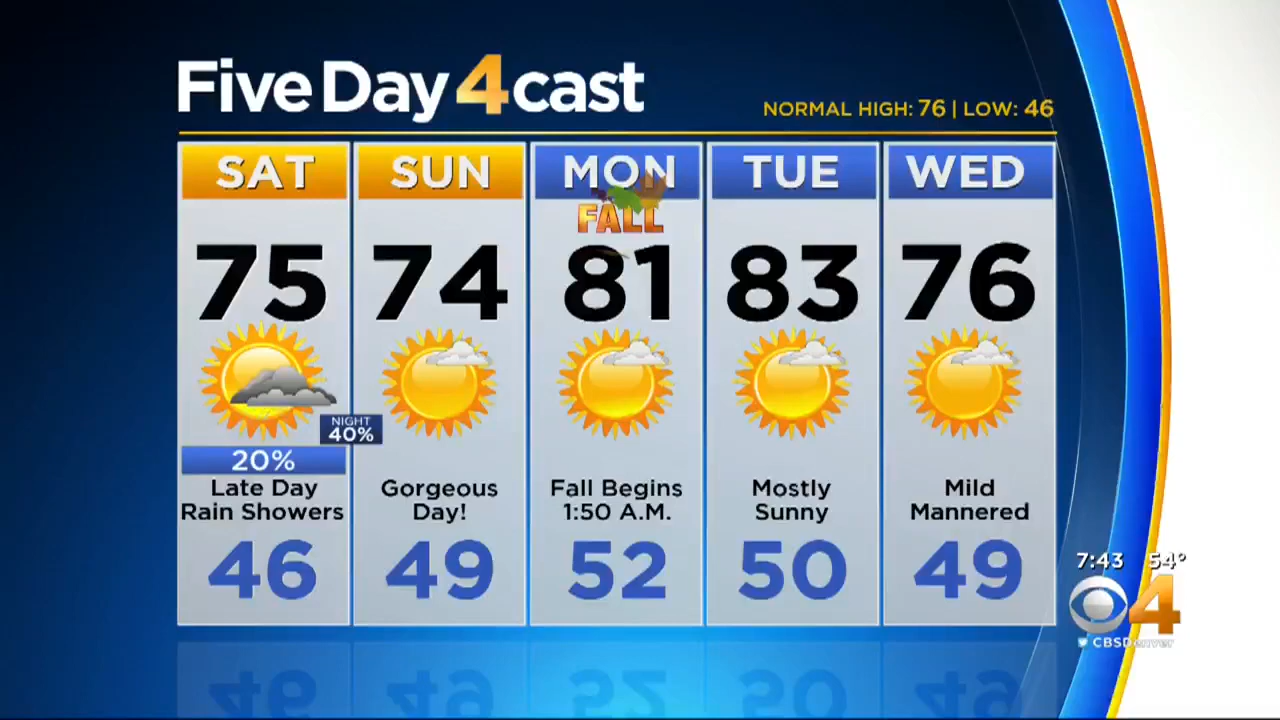 Five Day 4cast
NORMAL HIGH: 76 | LOW: 46
SAT SUN MON TUE WED
FALL
75 74 81 83 76
NIGHT
40%
20%
Late Day
Rain Showers
Gorgeous
Day!
Fall Begins
1:50 A.M.
Mostly
Sunny
Mild
Mannered
46 49 52 50 49
7:43 54°
4
CBSDenver